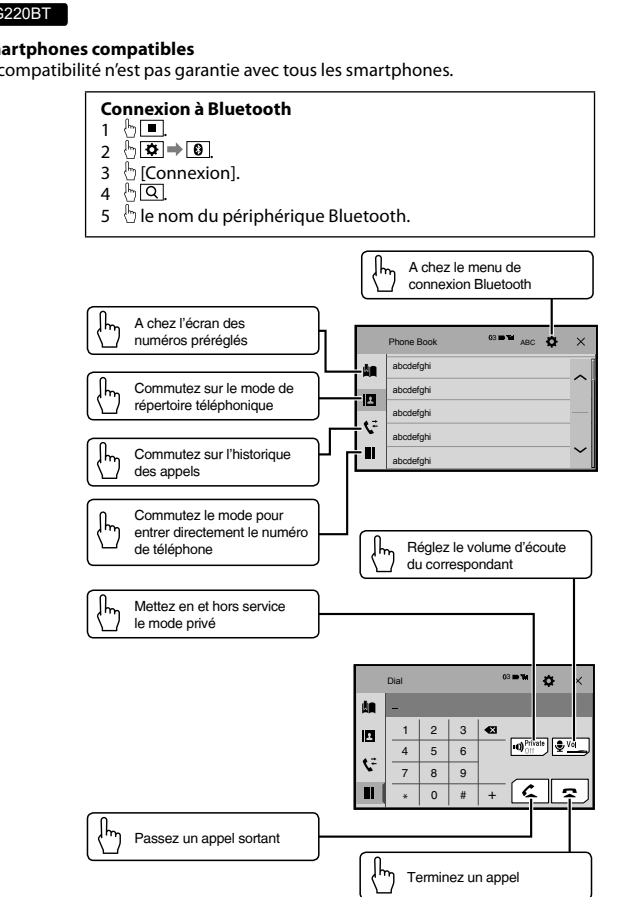 G220BT
martphones compatibles
compatibilité n'est pas garantie avec tous les smartphones.
Connexion à Bluetooth
1 .
2 .
3 [Connexion].
4 .
5 le nom du périphérique Bluetooth.
A chez le menu de
connexion Bluetooth
A chez l'écran des
numéros préréglés
Commutez sur le mode de
répertoire téléphonique
Commutez sur l'historique
des appels
Commutez le mode pour
entrer directement le numéro
de téléphone
Phone Book 03 ABC
abcdefghi
abcdefghi
abcdefghi
abcdefghi
abcdefghi
Réglez le volume d'écoute
du correspondant
Mettez en et hors service
le mode privé
Dial 03
–
1 2 3
4 5 6
7 8 9
* 0 # +
Private
Off
Vol
Passez un appel sortant
Terminez un appel